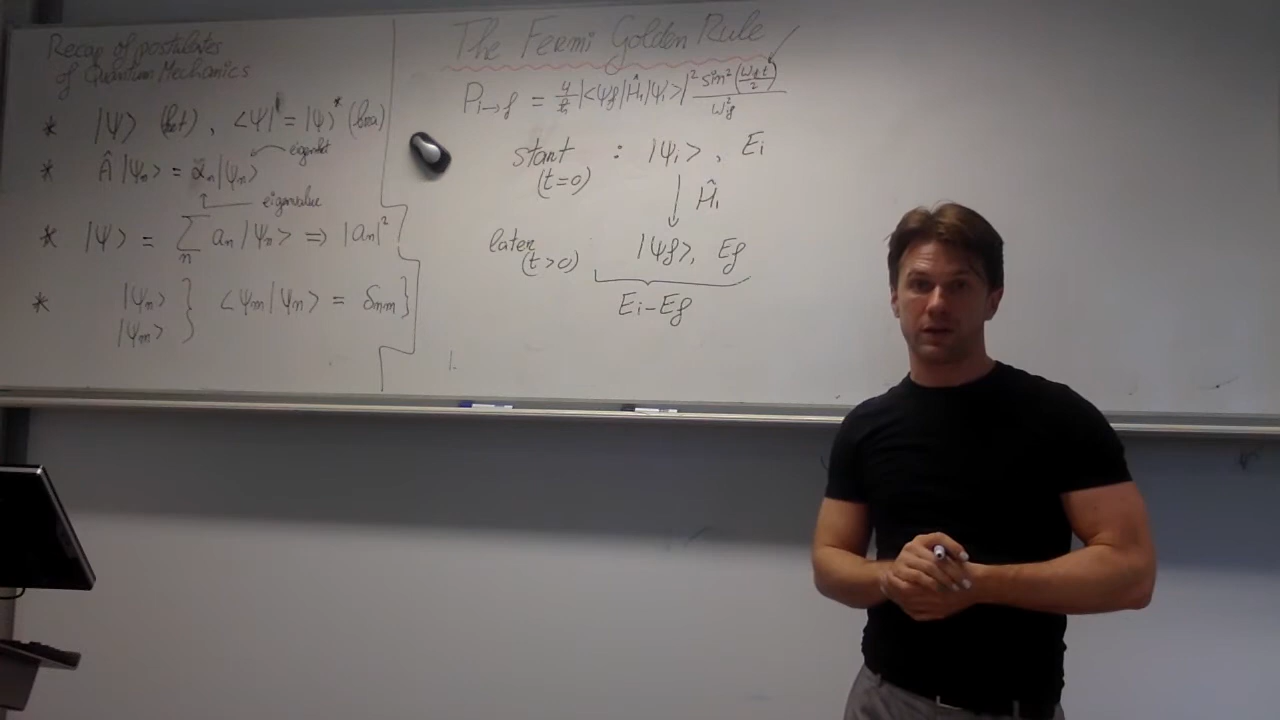 Recap of postulates
of Quantum Mechanics
* |Ψ> (ket), <Ψ| = |Ψ>* (bra)
* Â|Ψn> = αn|Ψn>
eigenket
eigenvalue
* |Ψ> = Σn an|Ψn> => |an|²
* |Ψn>
|Ψm> } <Ψm|Ψn> = δnm}
The Fermi Golden Rule
Pi→f = 4/ħ |<Ψf|Ĥ1|Ψi>|² sin²(ωft/2)/ωf²
start : |Ψi>, Ei
(t=0)
↓ Ĥ1
later |Ψf>, Ef
(t>0)
Ei-Ef